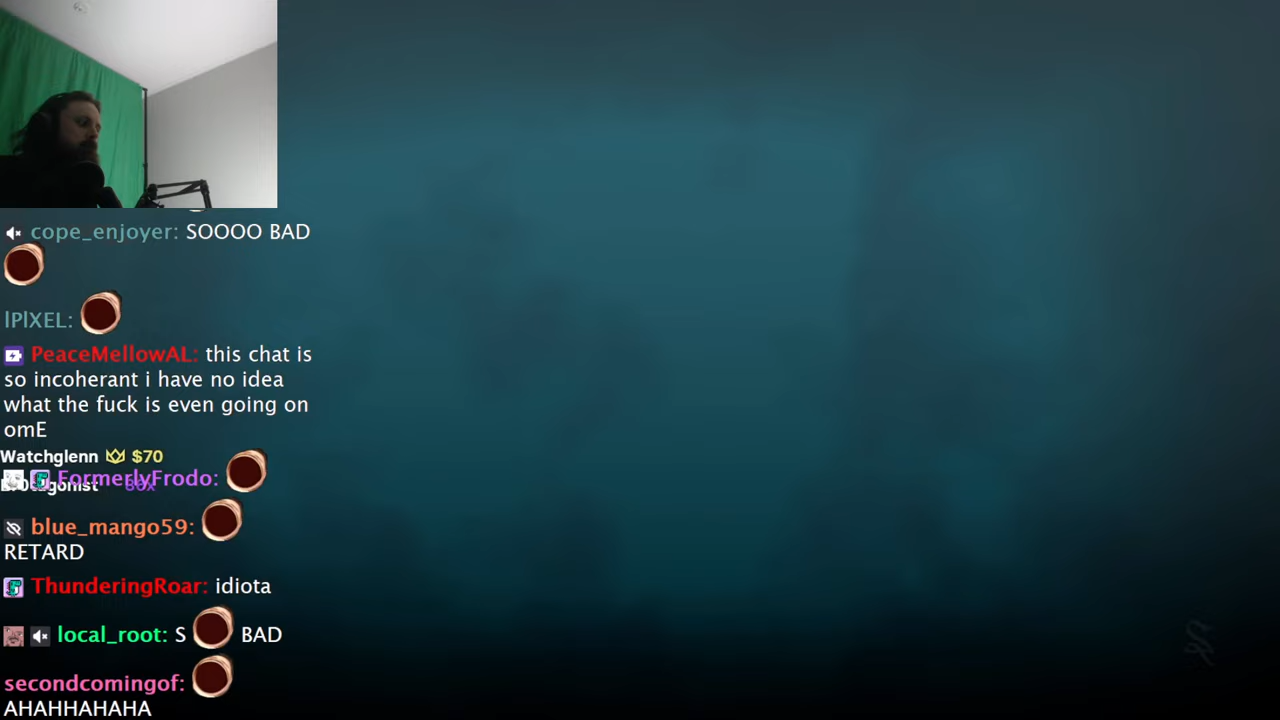 cope_enjoyer: SOOOO BAD
lPlXEL:
PeaceMellowAL: this chat is
so incoherant i have no idea
what the fuck is even going on
omE
Watchglenn $70
FormerlyFrodo:
blue_mango59:
RETARD
ThunderingRoar: idiota
local_root: S BAD
secondcomingof:
AHAHHAHAHA